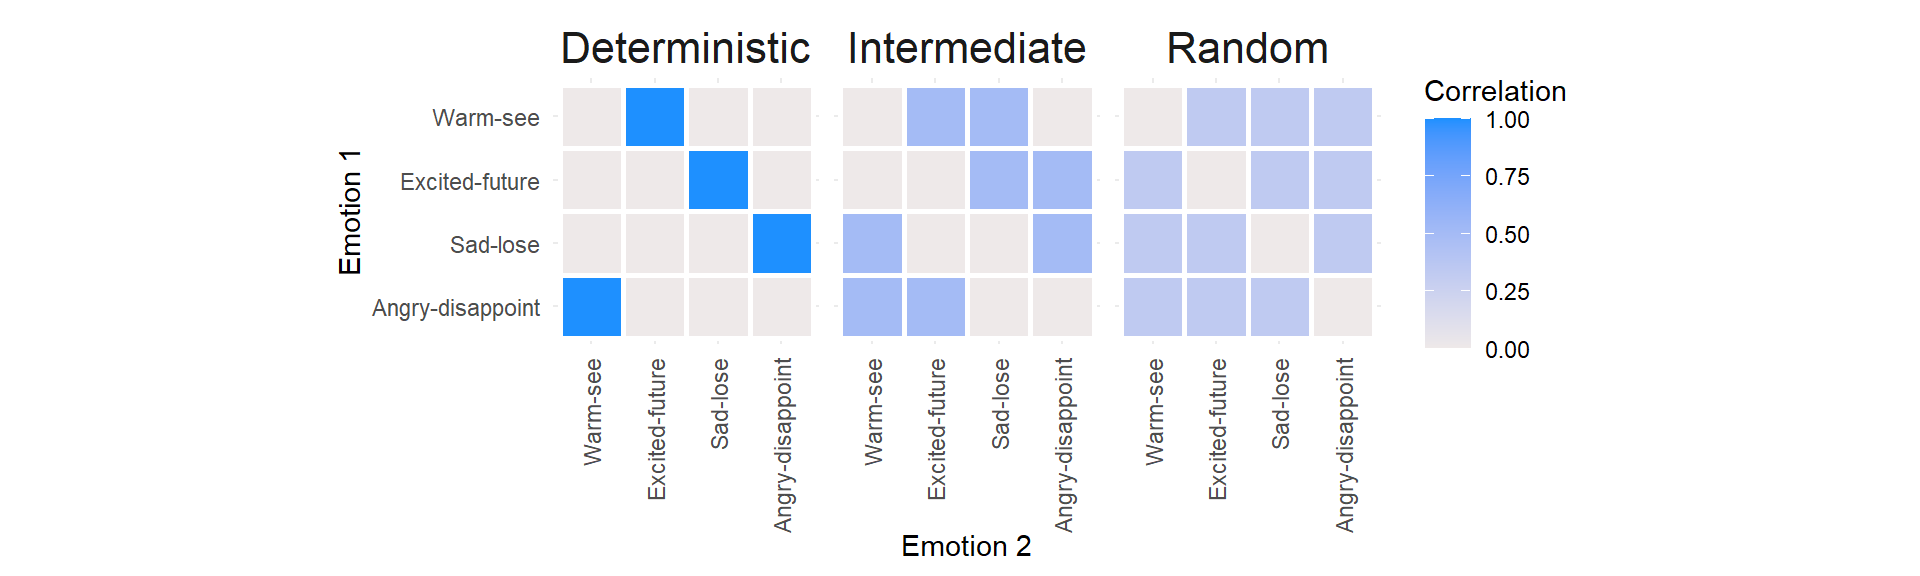 Deterministic Intermediate Random
Correlation
1.00
0.75
0.50
0.25
0.00
Emotion 1
Warm-see
Excited-future
Sad-lose
Angry-disappoint
Warm-see
Excited-future
Sad-lose
Angry-disappoint
Warm-see
Excited-future
Sad-lose
Angry-disappoint
Warm-see
Excited-future
Sad-lose
Angry-disappoint
Emotion 2